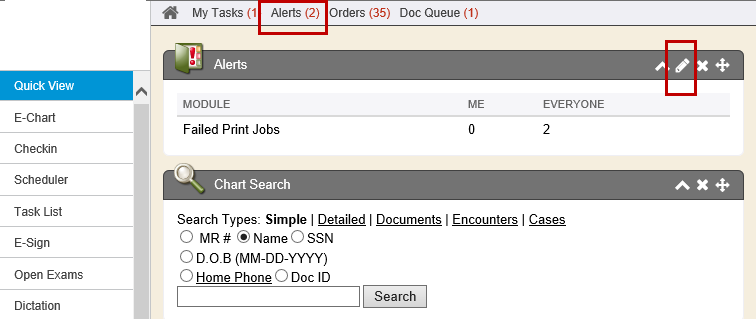 My Tasks (1 Alerts (2) Orders (35) Doc Queue (1)
Quick View
E-Chart
Checkin
Scheduler
Task List
E-Sign
Open Exams
Dictation
Alerts
MODULE ME EVERYONE
Failed Print Jobs 0 2
Chart Search
Search Types: Simple | Detailed | Documents | Encounters | Cases
MR # Name SSN
D.O.B (MM-DD-YYYY)
Home Phone Doc ID
Search